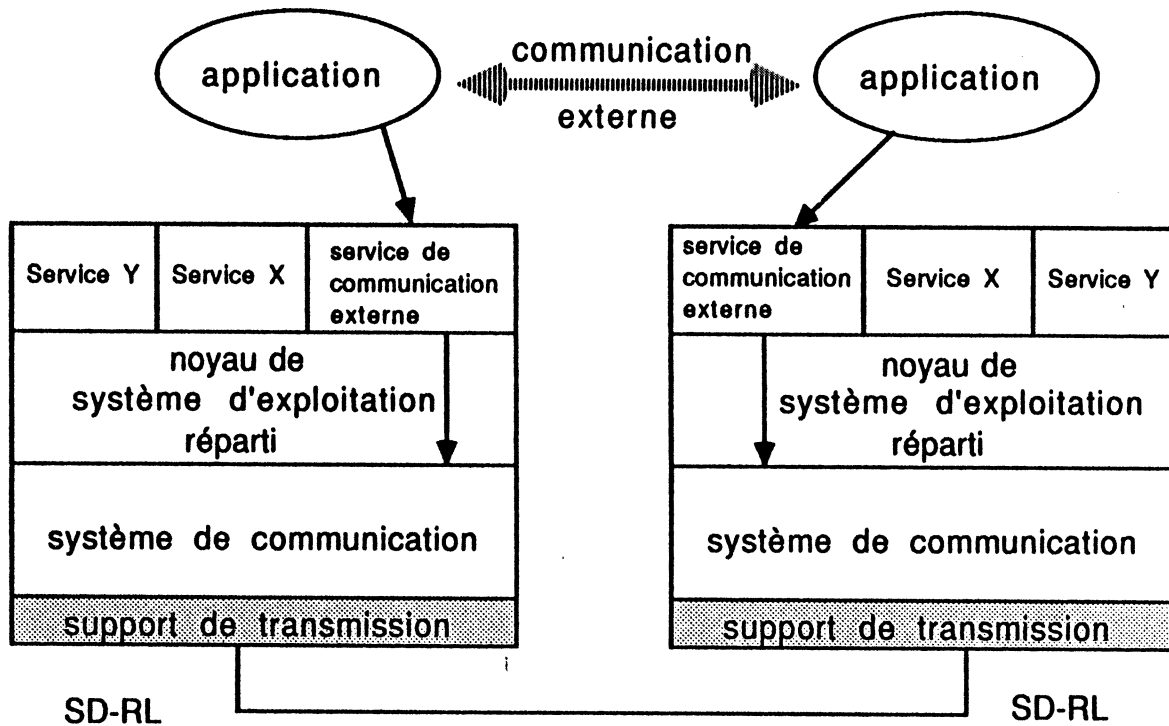 application
communication
externe
application
Service Y
Service X
service de
communication
externe
noyau de
système d'exploitation
réparti
système de communication
support de transmission
SD-RL
service de
communication
externe
Service X
Service Y
noyau de
système d'exploitation
réparti
système de communication
support de transmission
SD-RL